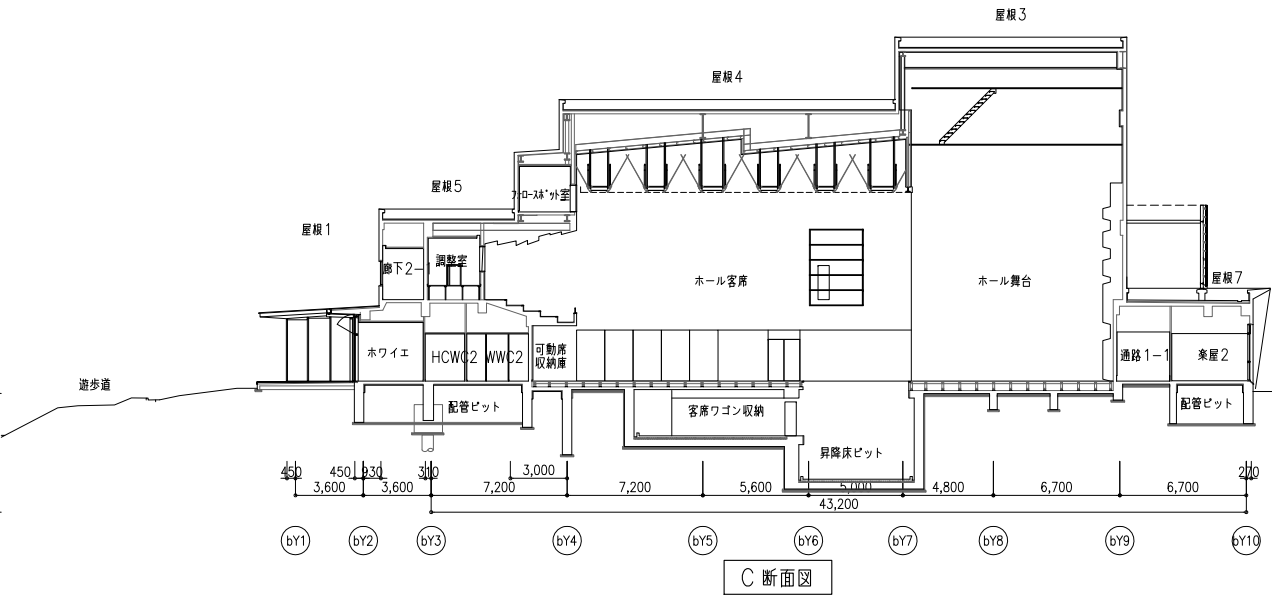 屋根3
屋根4
屋根5
屋根1
フォロースポット室
廊下2-1
調整室
ホール客席
ホール舞台
屋根7
ホワイエ
HCWC2
WWC2
可動席
収納庫
通路1-1
楽屋2
遊歩道
配管ピット
客席ワゴン収納
配管ピット
昇降床ピット
450
450
930
310
3,000
270
3,600
3,600
7,200
7,200
5,600
5,000
4,800
6,700
6,700
43,200
bY1
bY2
bY3
bY4
bY5
bY6
bY7
bY8
bY9
bY10
C 断面図